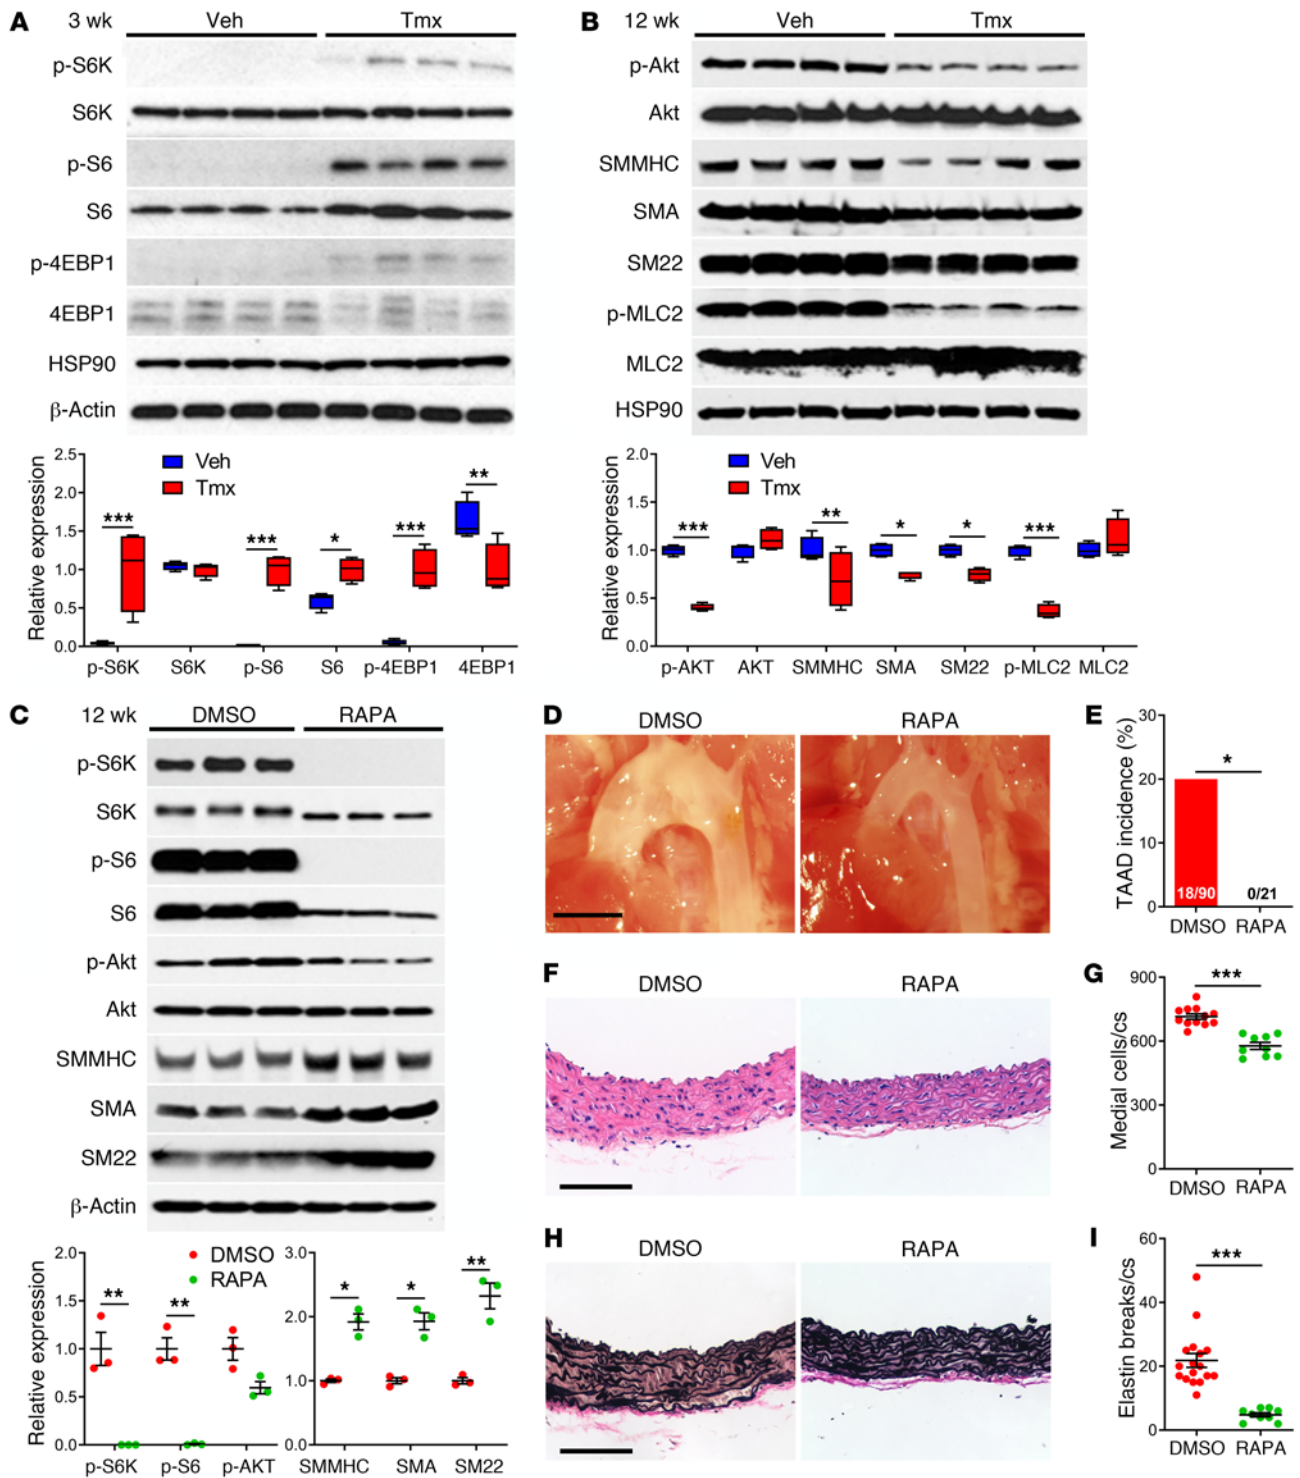 A 3 wk Veh Tmx
p-S6K
S6K
p-S6
S6
p-4EBP1
4EBP1
HSP90
β-Actin
Relative expression
2.5
2.0
1.5
1.0
0.5
0.0
Veh
Tmx
*** *** * *** **
p-S6K S6K p-S6 S6 p-4EBP1 4EBP1
B 12 wk Veh Tmx
p-Akt
Akt
SMMHC
SMA
SM22
p-MLC2
MLC2
HSP90
Relative expression
2.0
1.5
1.0
0.5
0.0
Veh
Tmx
*** ** * * ***
p-AKT AKT SMMHC SMA SM22 p-MLC2 MLC2
C 12 wk DMSO RAPA
p-S6K
S6K
p-S6
S6
p-Akt
Akt
SMMHC
SMA
SM22
β-Actin
Relative expression
2.0
1.5
1.0
0.5
0.0
DMSO
RAPA
** **
p-S6K p-S6 p-AKT
3.0
2.0
1.0
0.0
* * **
SMMHC SMA SM22
D DMSO RAPA
E
TAAD incidence (%)
30
20
10
0
*
18/90 0/21
DMSO RAPA
F DMSO RAPA
G
Medial cells/cs
900
600
300
0
***
DMSO RAPA
H DMSO RAPA
I
Elastin breaks/cs
60
40
20
0
***
DMSO RAPA